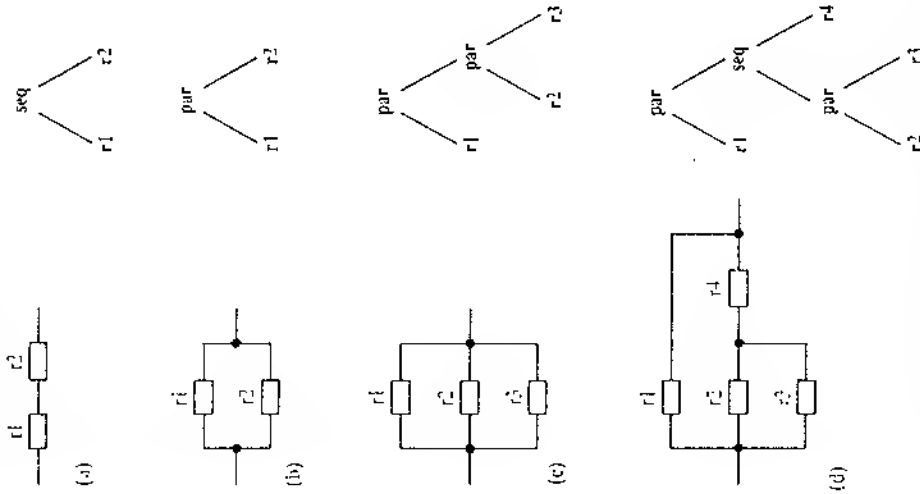 r1 r2 seq
(a) r1 r2
r1 par
r2
(b) r1 r2
r1 par
r2
r1 par
r3
(c) r2 r3
r1 par
r2 r4
r1 seq
r3
(d) par r4
r2 r3